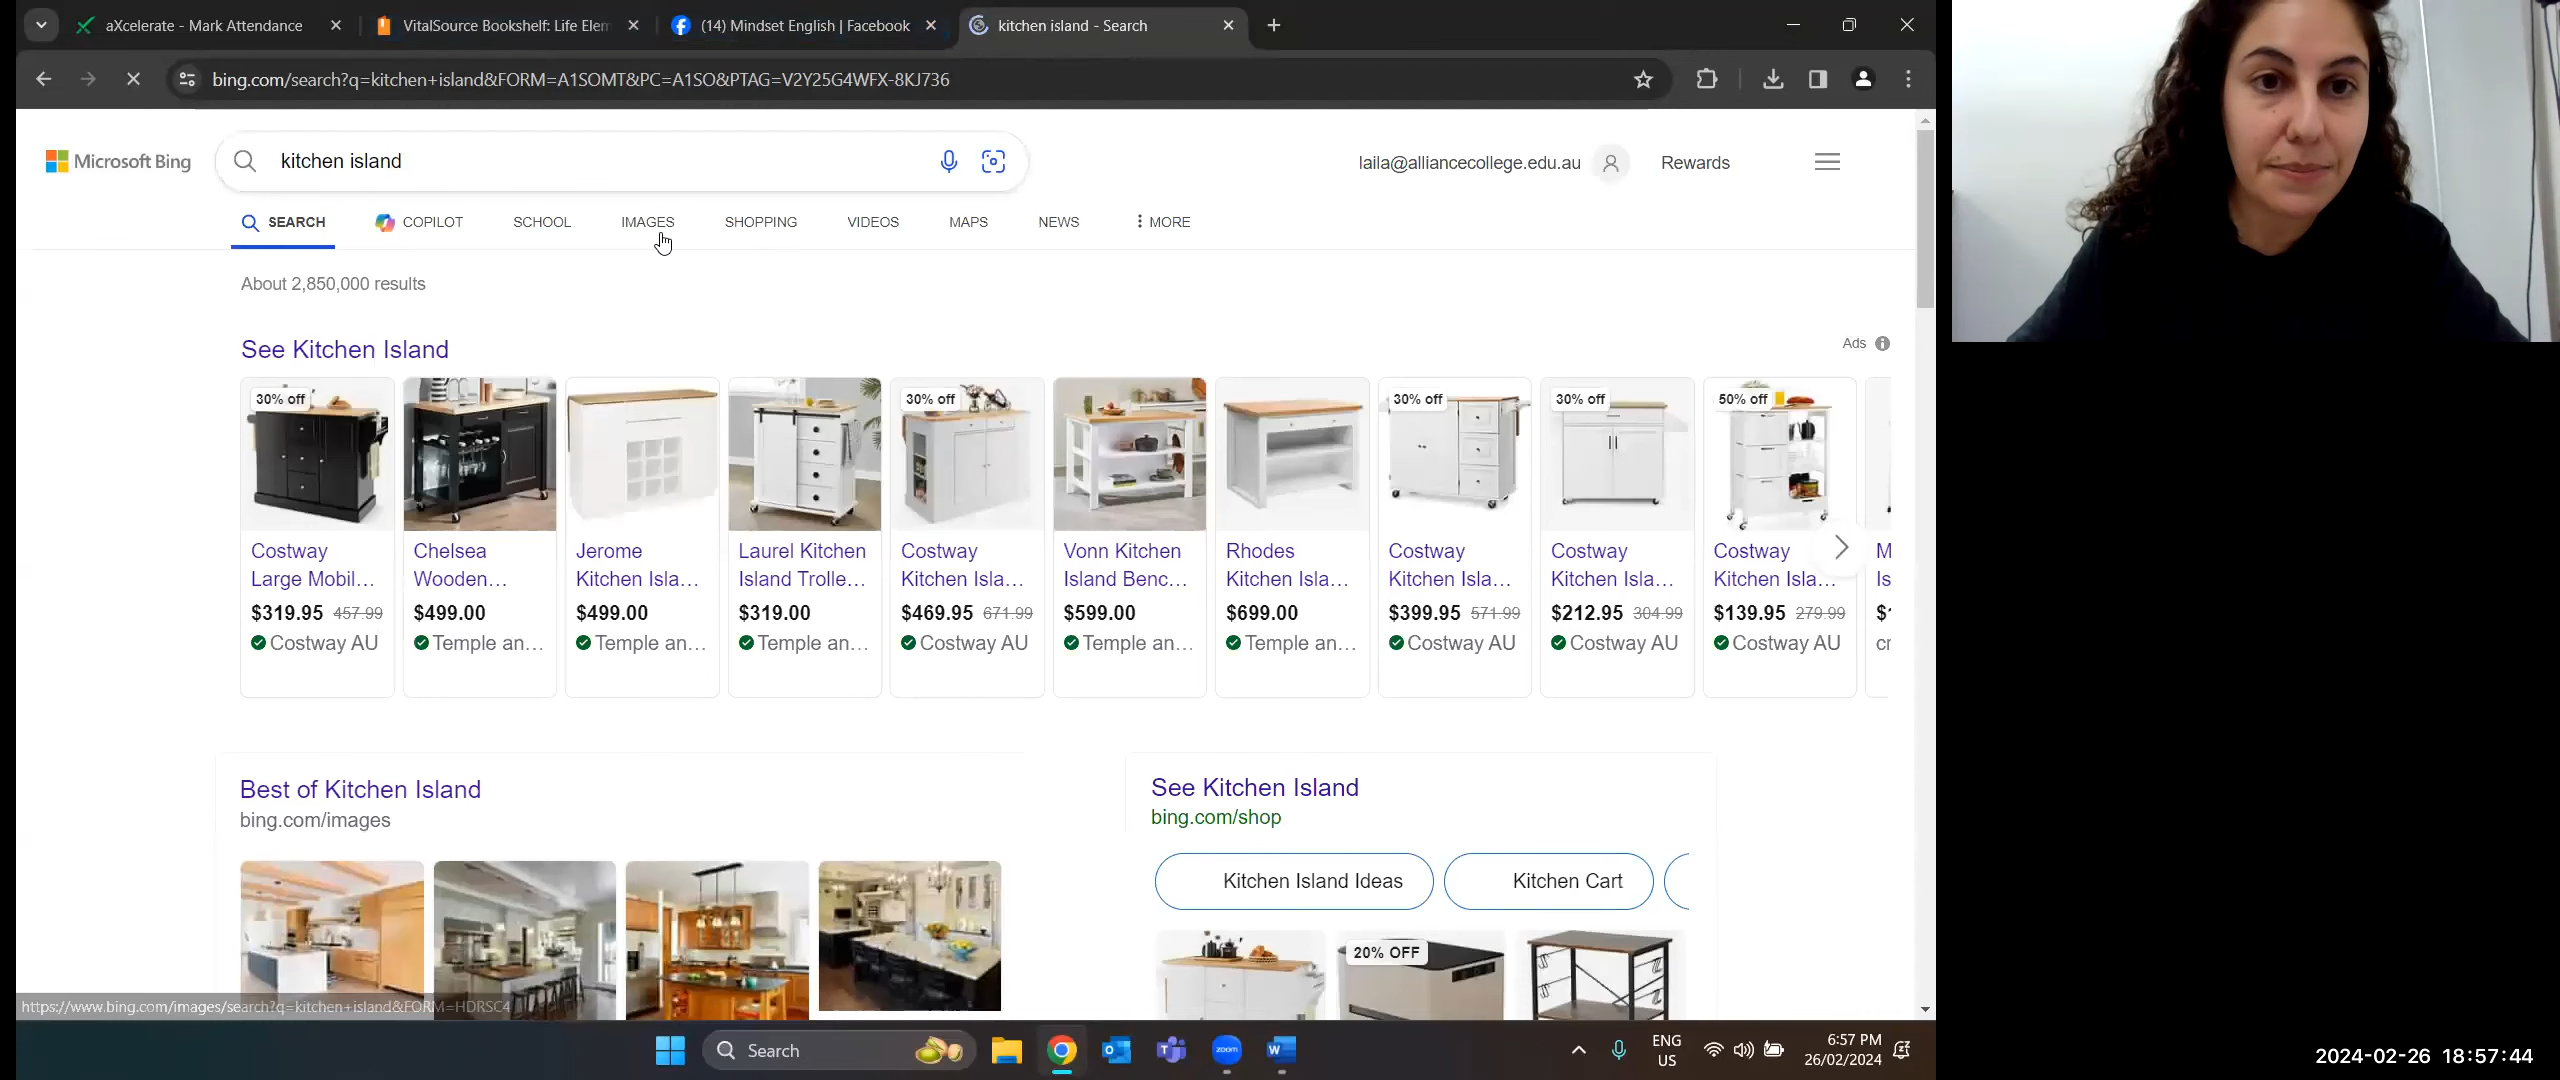 aXcelerate - Mark Attendance
VitalSource Bookshelf: Life Elem
(14) Mindset English | Facebook
kitchen island - Search
bing.com/search?q=kitchen+island&FORM=A1SOMT&PC=A1SO&PTAG=V2Y25G4WFX-8KJ736
Microsoft Bing
kitchen island
laila@alliancecollege.edu.au
Rewards
SEARCH
COPILOT
SCHOOL
IMAGES
SHOPPING
VIDEOS
MAPS
NEWS
MORE
About 2,850,000 results
See Kitchen Island
Ads
30% off
Costway
Large Mobil...
$319.95 457.99
Costway AU
Chelsea
Wooden...
$499.00
Temple an...
Jerome
Kitchen Isla...
$499.00
Temple an...
Laurel Kitchen
Island Trolle...
$319.00
Temple an...
30% off
Costway
Kitchen Isla...
$469.95 671.99
Costway AU
Vonn Kitchen
Island Benc...
$599.00
Temple an...
Rhodes
Kitchen Isla...
$699.00
Temple an...
30% off
Costway
Kitchen Isla...
$399.95 571.99
Costway AU
30% off
Costway
Kitchen Isla...
$212.95 304.99
Costway AU
50% off
Costway
Kitchen Isla...
$139.95 279.99
Costway AU
Best of Kitchen Island
bing.com/images
See Kitchen Island
bing.com/shop
Kitchen Island Ideas
Kitchen Cart
20% OFF
https://www.bing.com/images/search?q=kitchen+island&FORM=HDRSC4
Search
zoom
ENG
US
6:57 PM
26/02/2024
2024-02-26 18:57:44